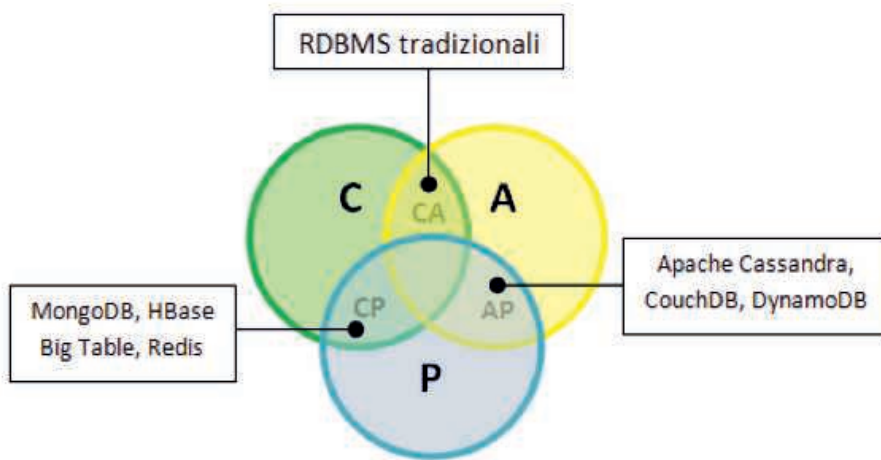 RDBMS tradizionali
C
A
CA
Apache Cassandra,
CouchDB, DynamoDB
MongoDB, HBase
Big Table, Redis
CP
AP
P